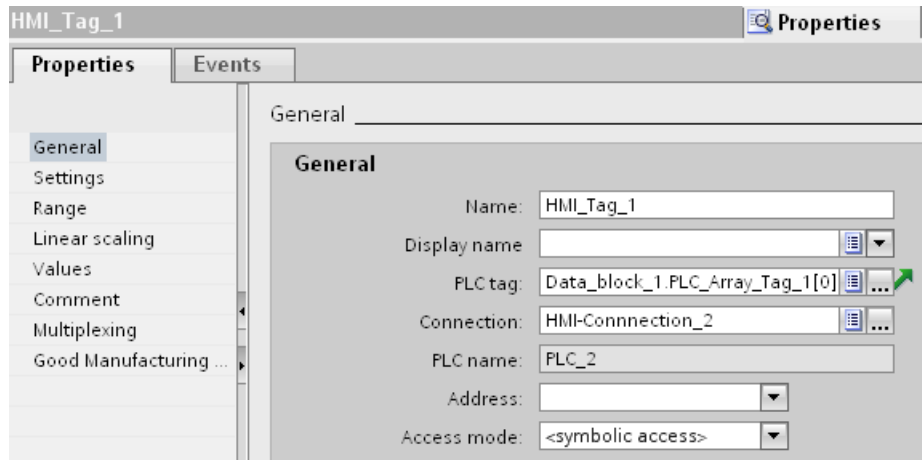 HMI_Tag_1
Properties
Properties
Events
General
Settings
Range
Linear scaling
Values
Comment
Multiplexing
Good Manufacturing ...
General
General
Name: HMI_Tag_1
Display name
PLC tag: Data_block_1.PLC_Array_Tag_1[0] ...
Connection: HMI-Connnection_2 ...
PLC name: PLC_2
Address:
Access mode: <symbolic access>